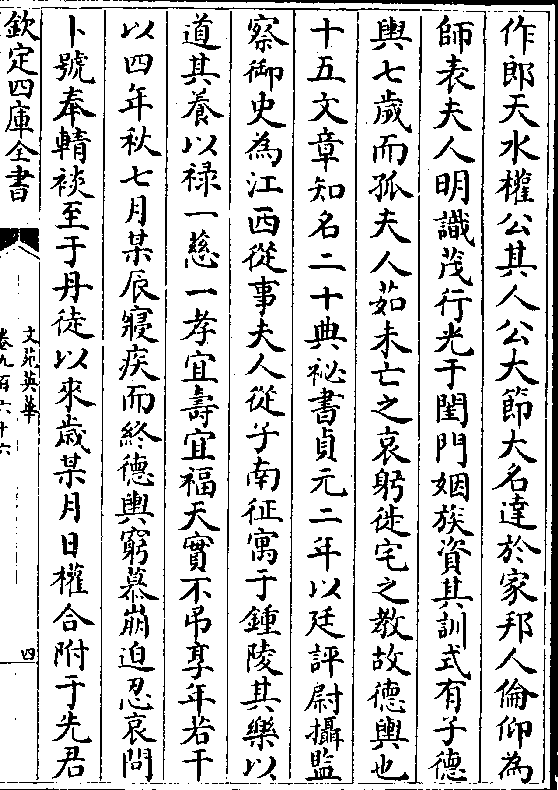 作郎天水權公其人公大節大名達於家邦人倫仰為
師表夫人明識茂行光于閨門姻族資其訓式有子德
輿七歲而孤夫人茹未亡之哀躬徙宅之教故德輿也
十五文章知名二十典祕書貞元二年以廷評尉攝監
察御史為江西從事夫人從子南征寓于鍾陵其樂以
道其養以禄一慈一孝宜壽宜福天實不弔享年若干
以四年秋七月某辰寢疾而終德輿窮慕崩迫忍哀問
卜號奉輤裧至于丹徒以來歲某月日權合附于先君
欽定四庫全書
文苑英華
卷九百六十六
四